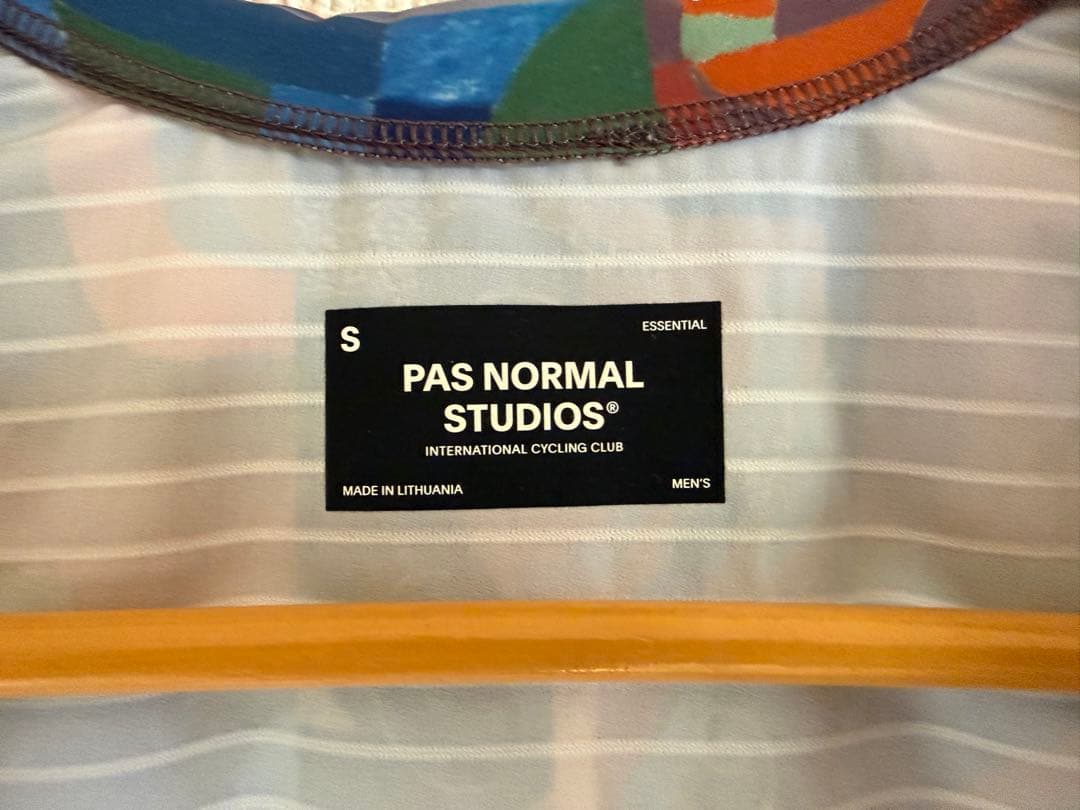 S
ESSENTIAL
PAS NORMAL
STUDIOS®
INTERNATIONAL CYCLING CLUB
MADE IN LITHUANIA
MEN'S